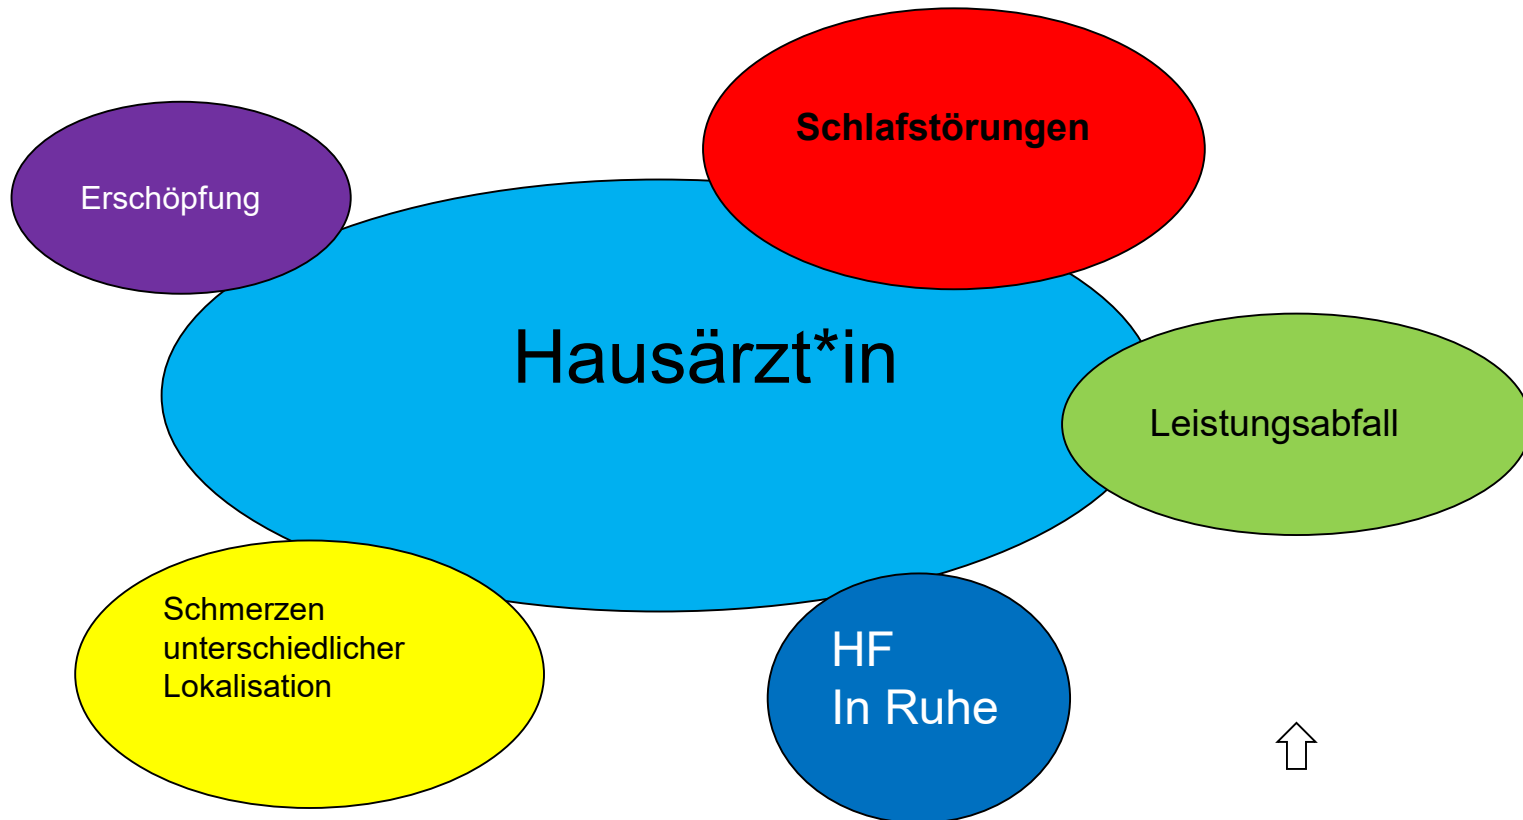 Schlafstörungen
Erschöpfung
Hausärzt*in
Leistungsabfall
Schmerzen
unterschiedlicher
Lokalisation
HF
In Ruhe